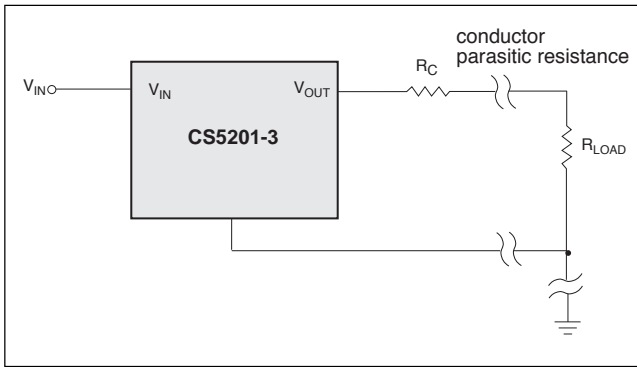 conductor
parasitic resistance
R_C
V_IN
V_IN
V_OUT
CS5201-3
R_LOAD